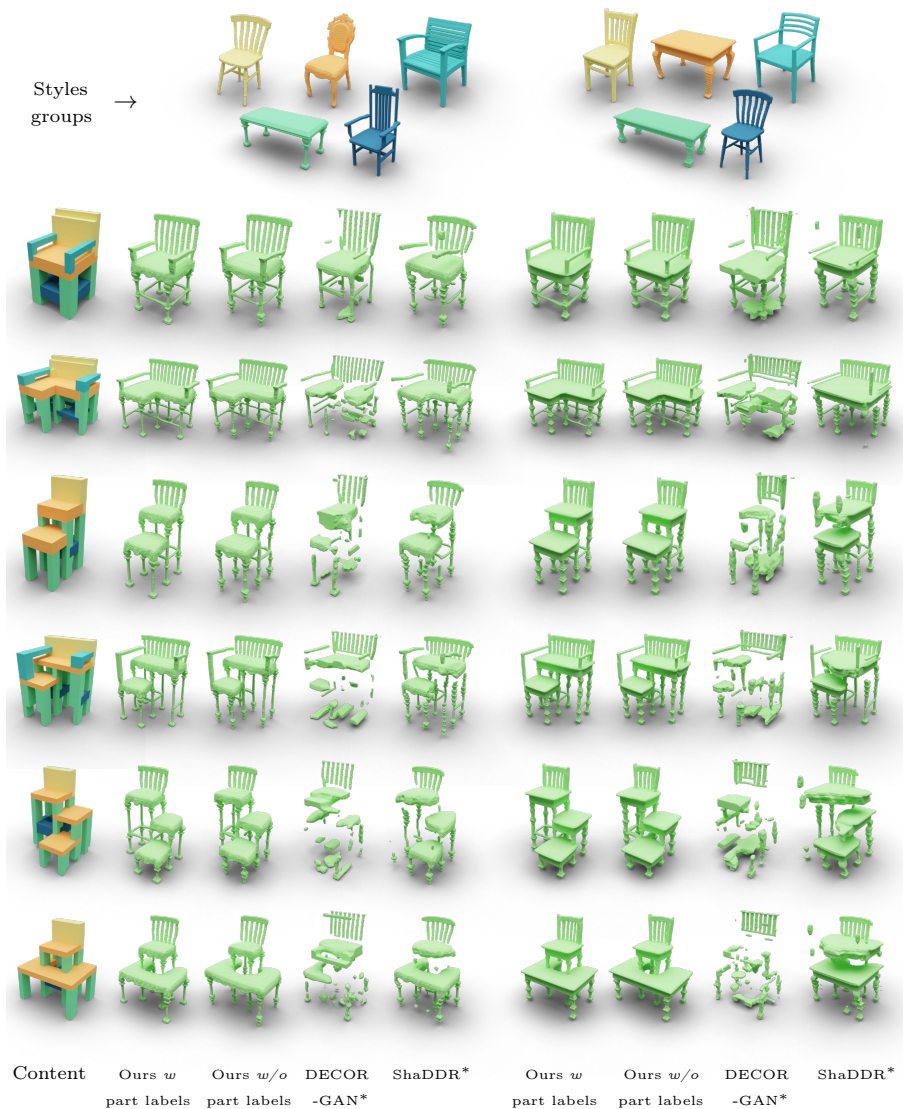 Styles
groups →
Content Ours w part labels Ours w/o part labels DECOR-GAN* ShaDDR* Ours w part labels Ours w/o part labels DECOR-GAN* ShaDDR*